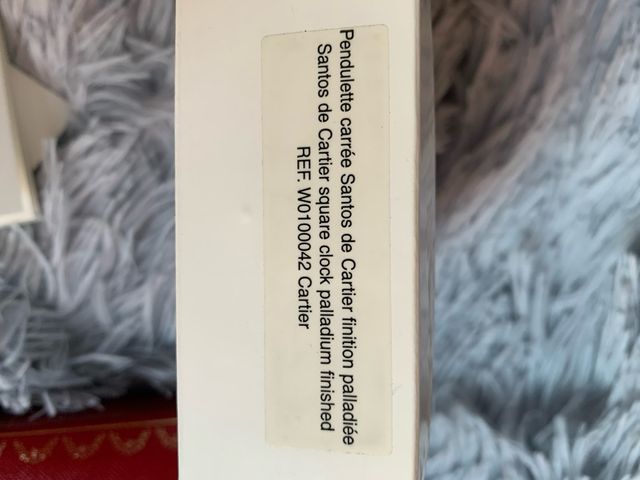 Pendulette carrée Santos de Cartier finition palladiée
Santos de Cartier square clock palladium finished
REF. W0100042 Cartier